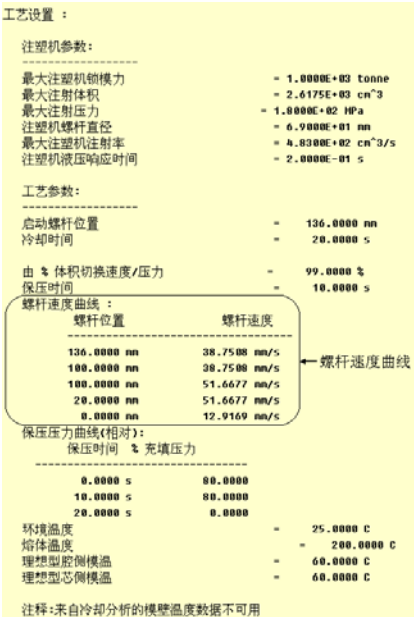 工艺设置 :
注塑机参数:
------------------
最大注塑机锁模力 = 1.0000E+03 tonne
最大注射体积 = 2.6175E+03 cm^3
最大注射压力 = 1.8000E+02 MPa
注塑机螺杆直径 = 6.9000E+01 mm
最大注塑机注射率 = 4.8300E+02 cm^3/s
注塑机液压响应时间 = 2.0000E-01 s
工艺参数:
------------------
启动螺杆位置 = 136.0000 mm
冷却时间 = 20.0000 s
由 % 体积切换速度/压力 = 99.0000 %
保压时间 = 10.0000 s
螺杆速度曲线 :
螺杆位置 螺杆速度
---------------------------------
136.0000 mm 38.7508 mm/s
100.0000 mm 38.7508 mm/s
100.0000 mm 51.6677 mm/s
20.0000 mm 51.6677 mm/s
0.0000 mm 12.9169 mm/s
螺杆速度曲线
保压压力曲线(相对):
保压时间 % 充填压力
---------------------------------
0.0000 s 80.0000
10.0000 s 80.0000
20.0000 s 0.0000
环境温度 = 25.0000 C
熔体温度 = 200.0000 C
理想型腔侧模温 = 60.0000 C
理想型芯侧模温 = 60.0000 C
注释:来自冷却分析的模壁温度数据不可用